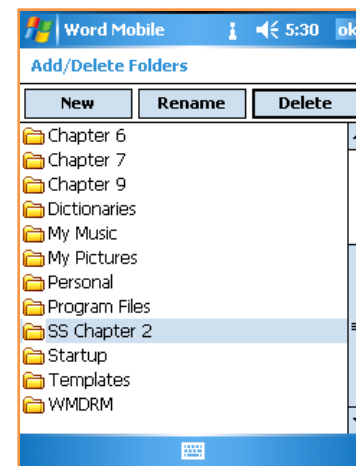 Word Mobile 5:30 ok
Add/Delete Folders
New Rename Delete
Chapter 6
Chapter 7
Chapter 9
Dictionaries
My Music
My Pictures
Personal
Program Files
SS Chapter 2
Startup
Templates
WMDRM